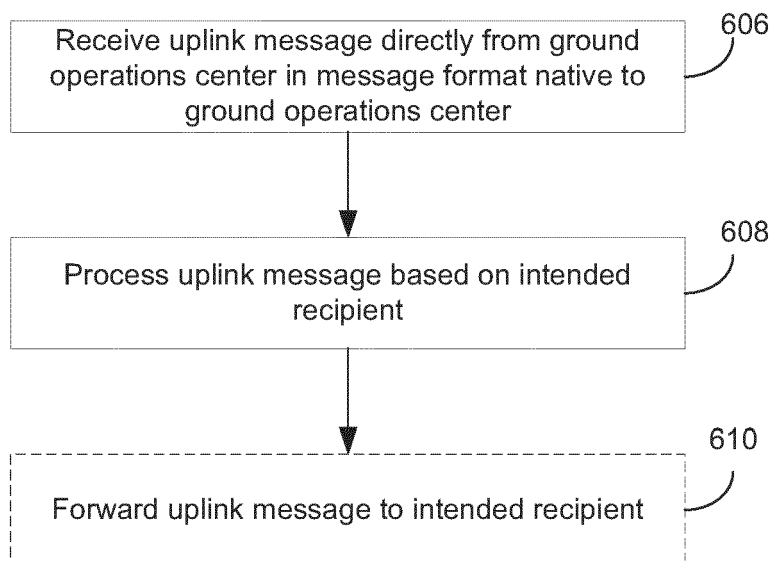 606
Receive uplink message directly from ground
operations center in message format native to
ground operations center
608
Process uplink message based on intended
recipient
610
Forward uplink message to intended recipient